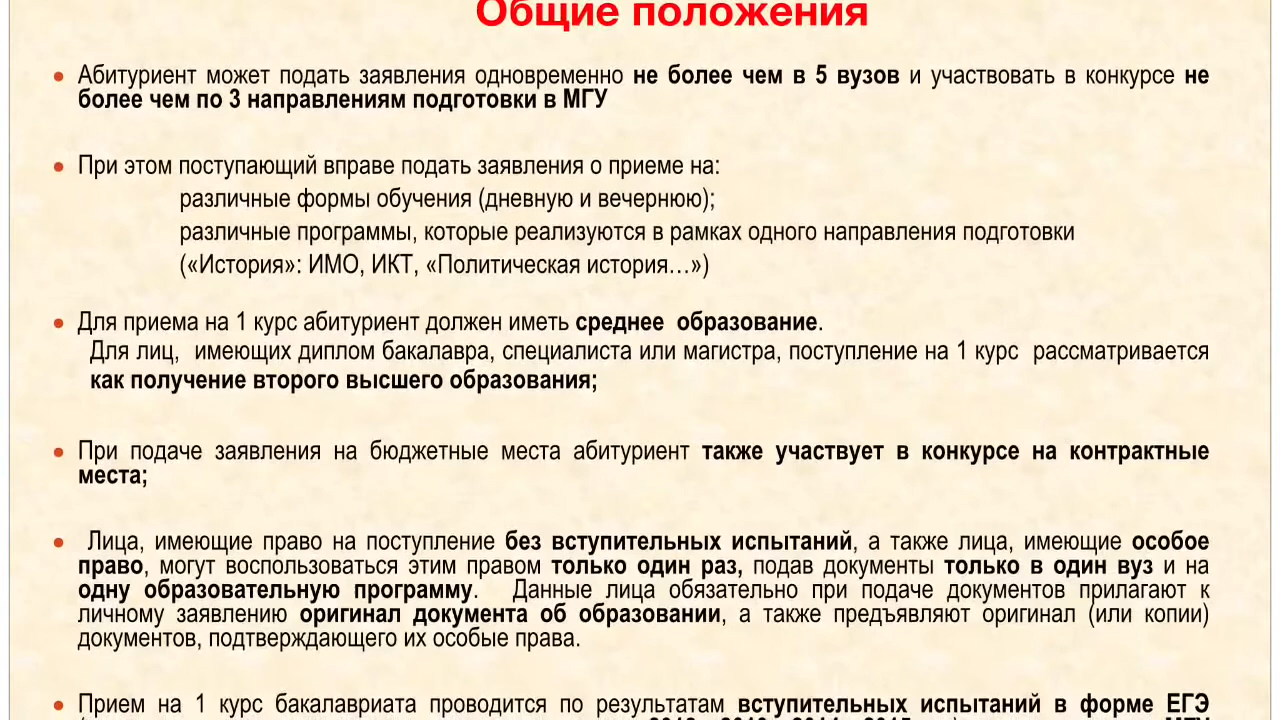 Общие положения
• Абитуриент может подать заявления одновременно не более чем в 5 вузов и участвовать в конкурсе не
более чем по 3 направлениям подготовки в МГУ
• При этом поступающий вправе подать заявления о приеме на:
различные формы обучения (дневную и вечернюю);
различные программы, которые реализуются в рамках одного направления подготовки
(«История»: ИМО, ИКТ, «Политическая история…»)
• Для приема на 1 курс абитуриент должен иметь среднее образование.
Для лиц, имеющих диплом бакалавра, специалиста или магистра, поступление на 1 курс рассматривается
как получение второго высшего образования;
• При подаче заявления на бюджетные места абитуриент также участвует в конкурсе на контрактные
места;
• Лица, имеющие право на поступление без вступительных испытаний, а также лица, имеющие особое
право, могут воспользоваться этим правом только один раз, подав документы только в один вуз и на
одну образовательную программу. Данные лица обязательно при подаче документов прилагают к
личному заявлению оригинал документа об образовании, а также предъявляют оригинал (или копии)
документов, подтверждающего их особые права.
• Прием на 1 курс бакалавриата проводится по результатам вступительных испытаний в форме ЕГЭ